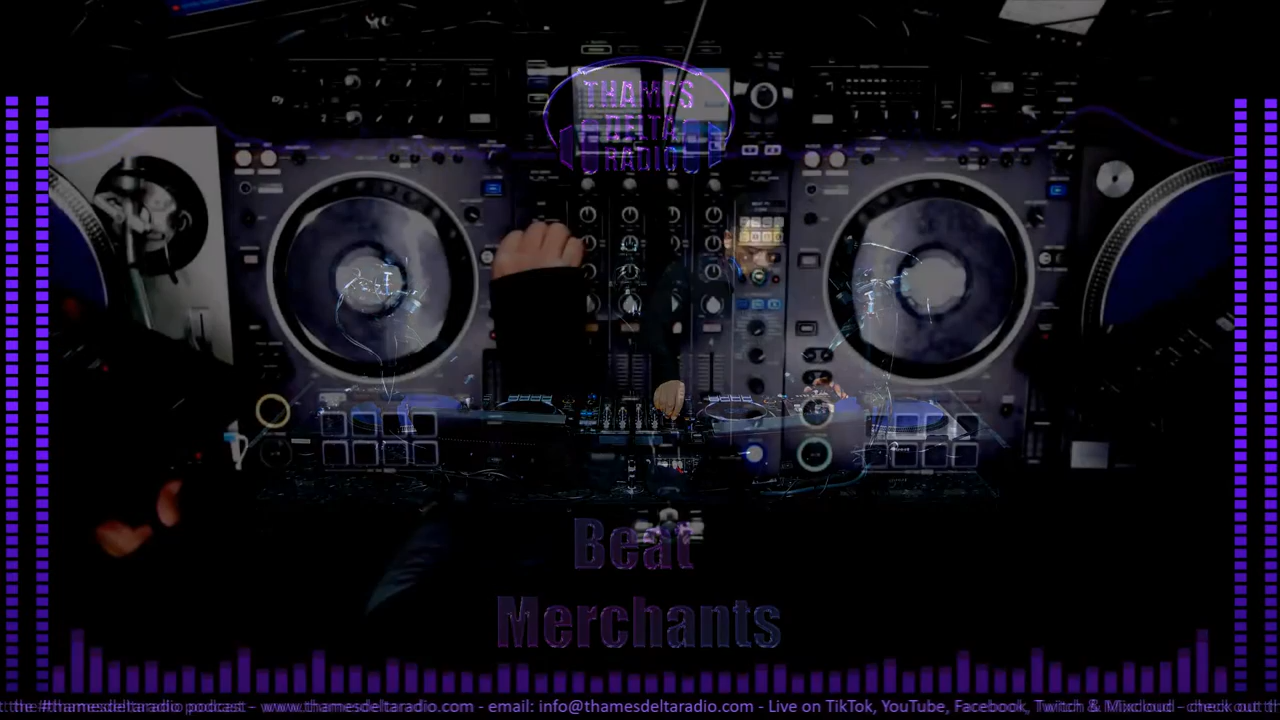 THAMES
DELTA
RADIO
Beat
Merchants
the #thamesdeltaradio podcast - www.thamesdeltaradio.com - email: info@thamesdeltaradio.com - Live on TikTok, YouTube, Facebook, Twitch & Mixcloud - check out